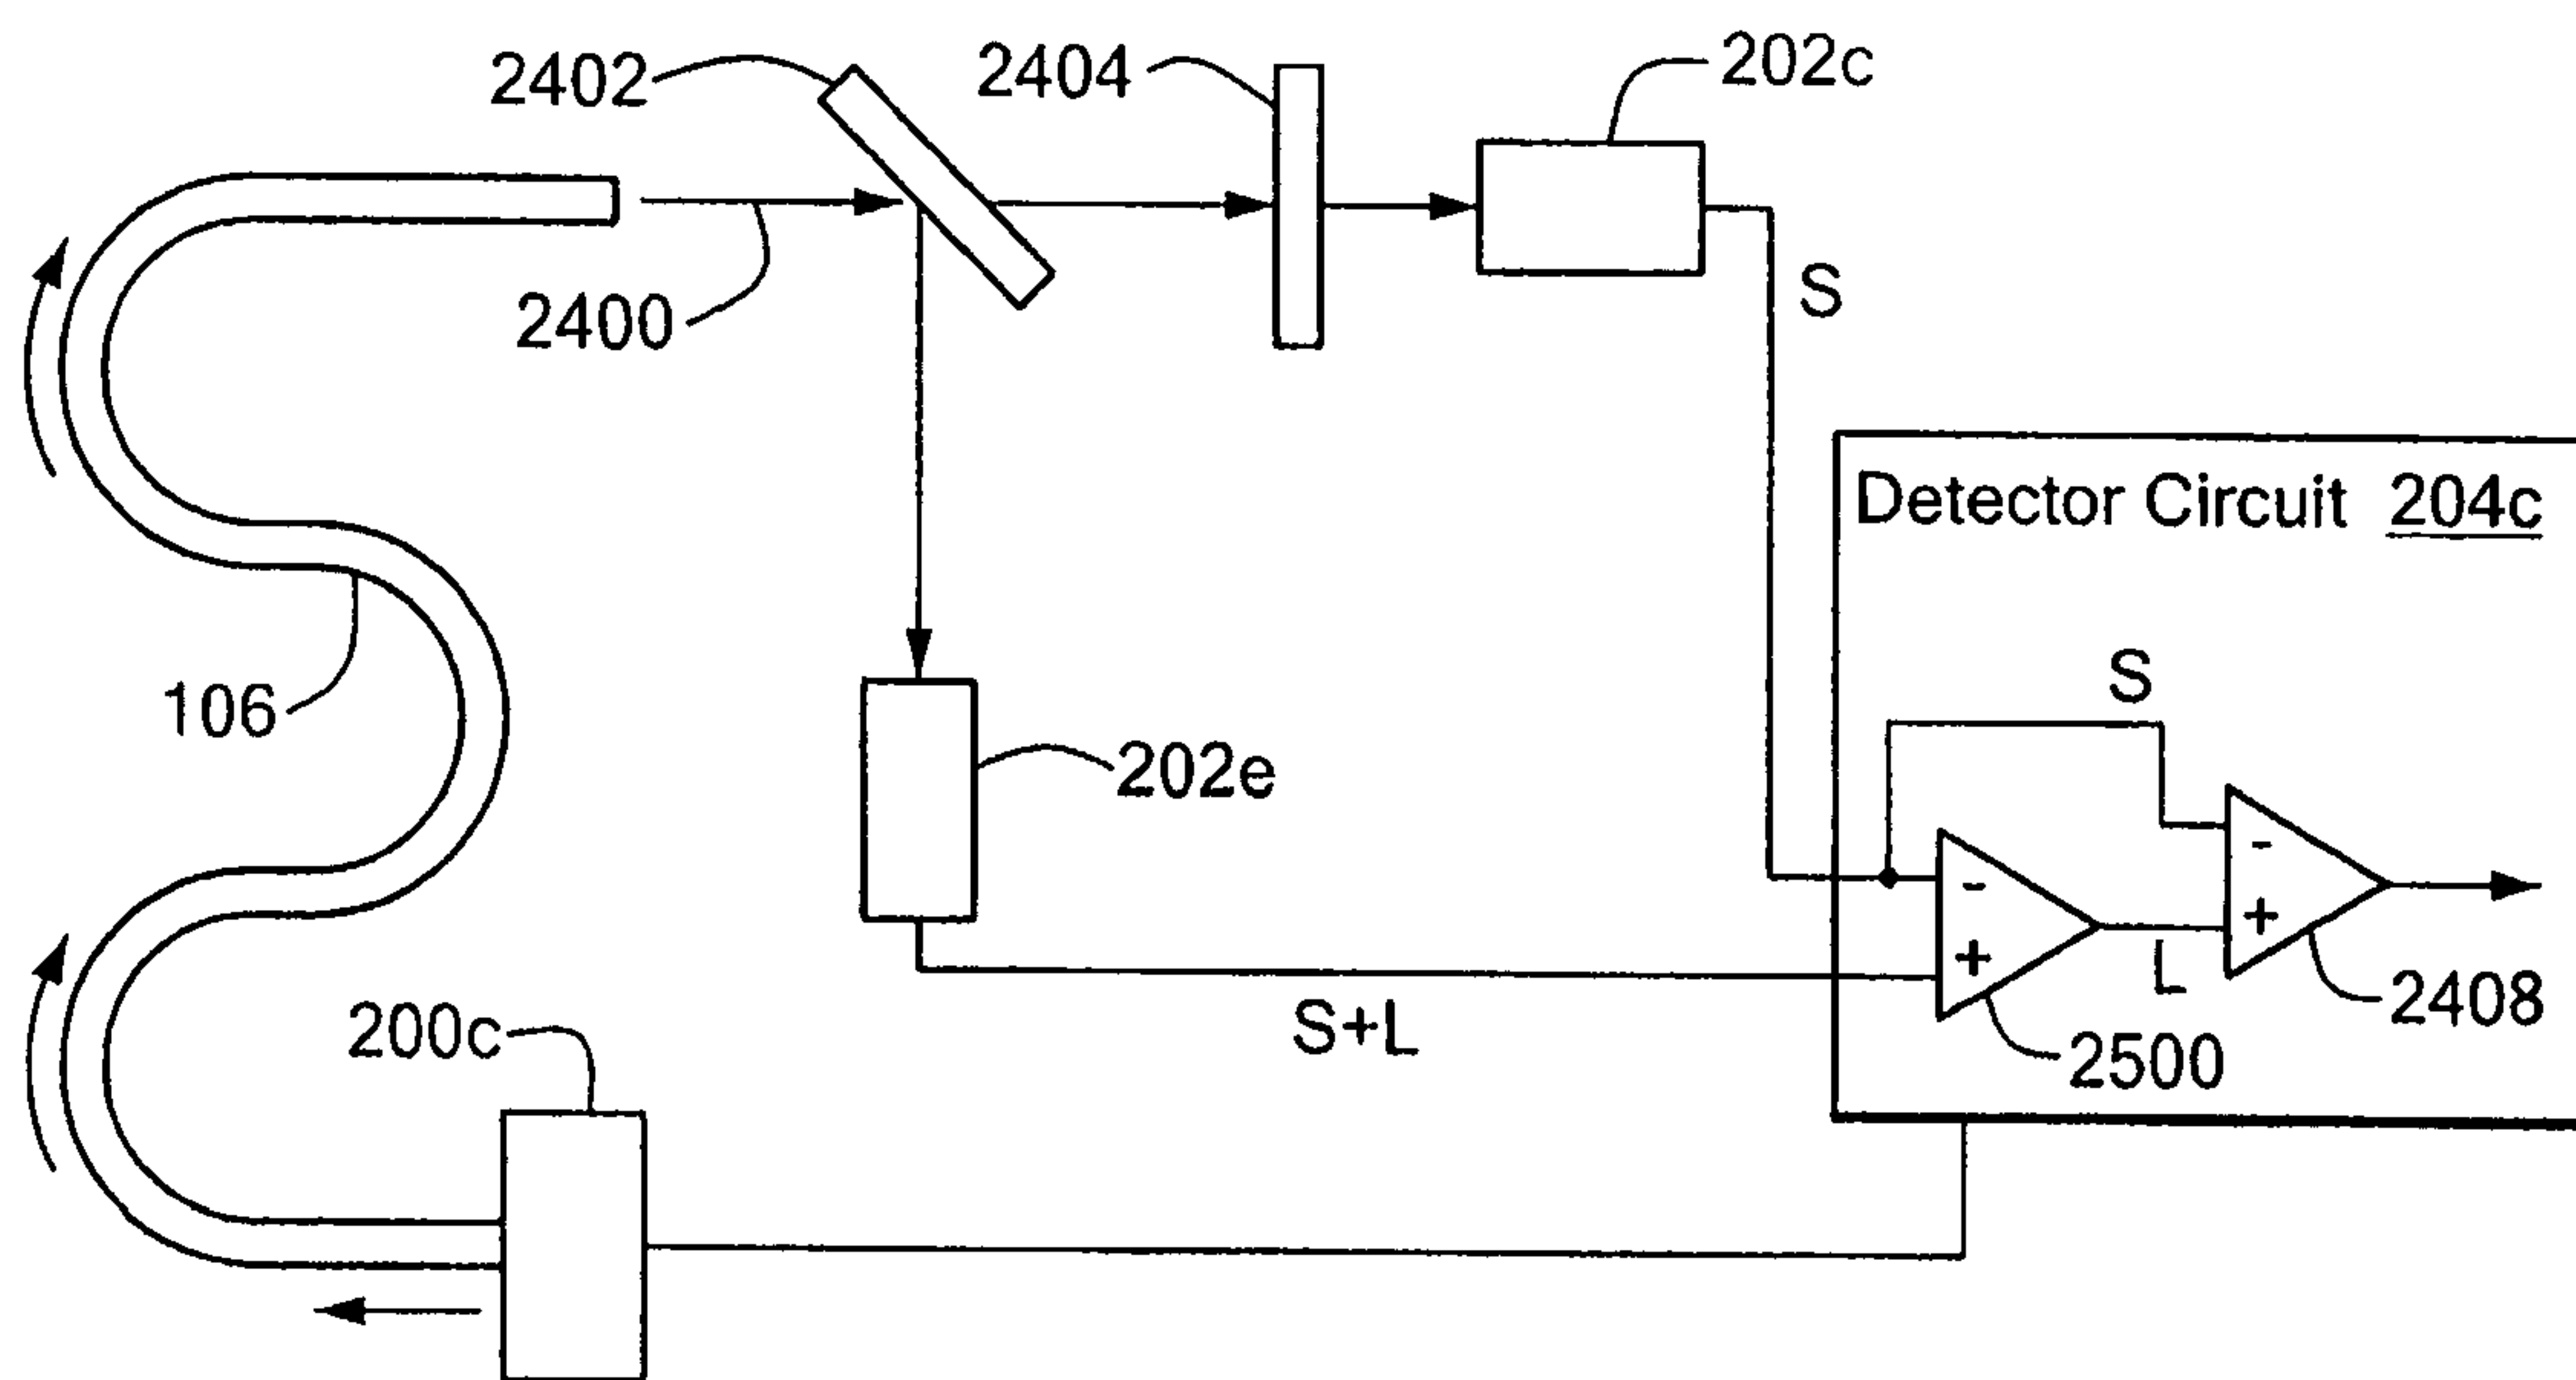 2402
2404
202c
2400
S
Detector Circuit 204c
106
S
202e
-
+
-
+
L
2408
200c
S+L
2500